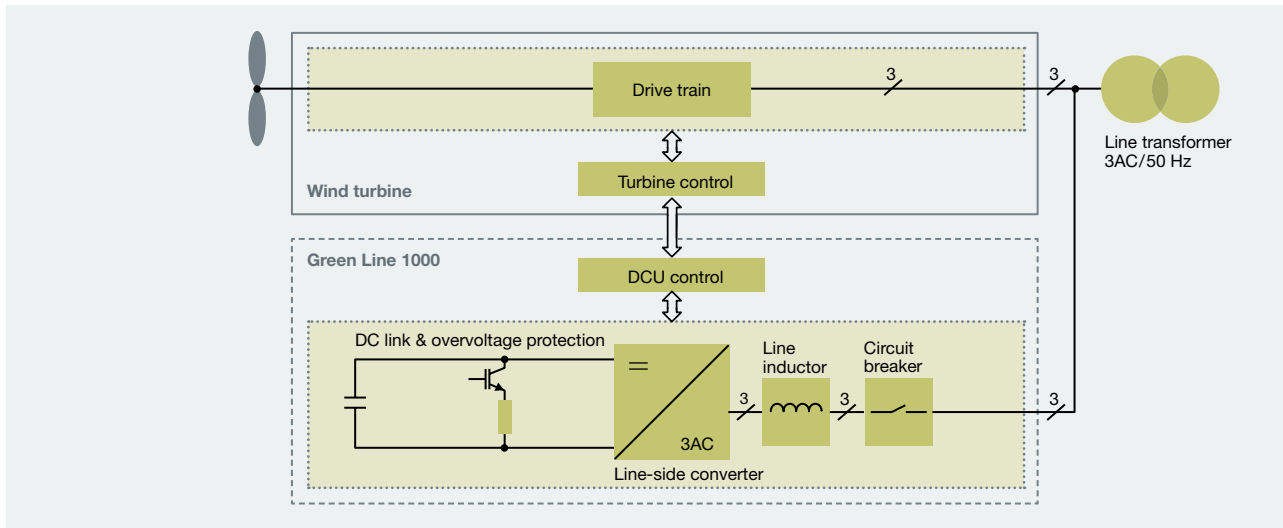 Drive train
3
3
Line transformer
3AC/50 Hz
Turbine control
Wind turbine
Green Line 1000
DCU control
DC link & overvoltage protection
Line
inductor
Circuit
breaker
3
3
3
3AC
Line-side converter